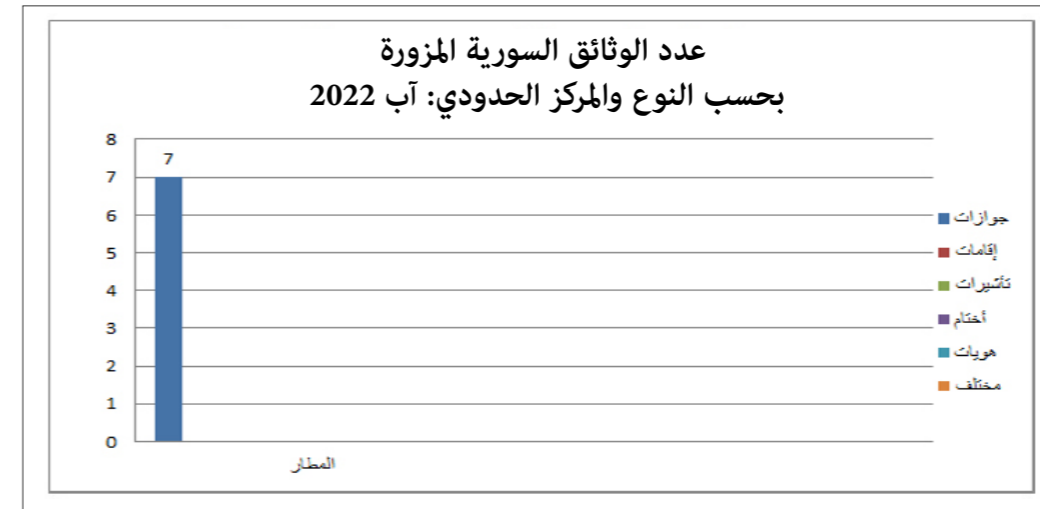 عدد الوثائق السورية المزورة
بحسب النوع والمركز الحدودي: آب 2022
8
7
7
6
5
4
3
2
1
0
المطار
جوازات
إقامات
تأشيرات
أختام
هويات
مختلف